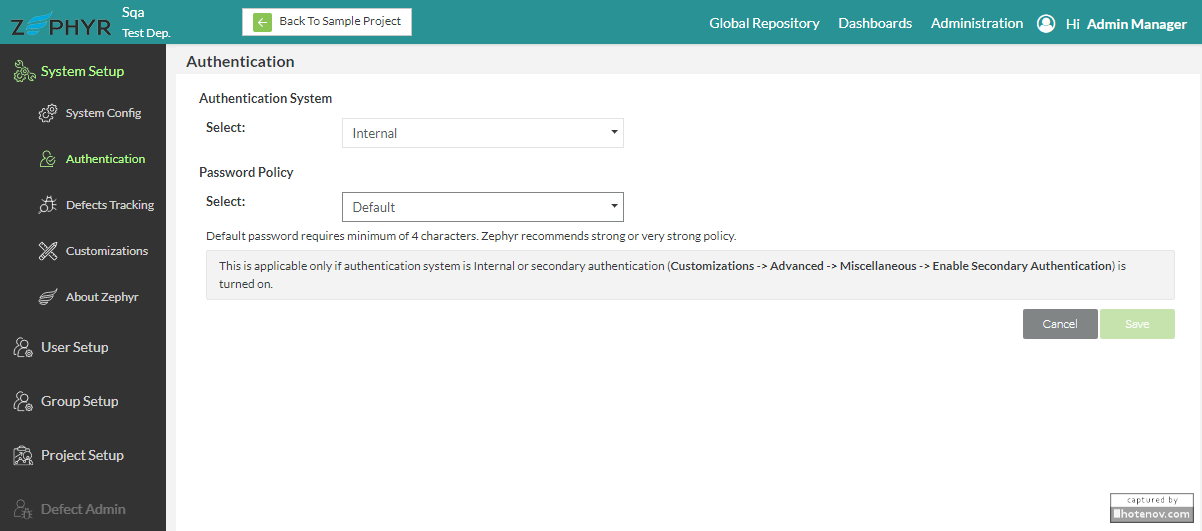 ZEPHYR
Sqa
Test Dep.
Back To Sample Project
Global Repository
Dashboards
Administration
Hi Admin Manager
System Setup
System Config
Authentication
Defects Tracking
Customizations
About Zephyr
User Setup
Group Setup
Project Setup
Defect Admin
Authentication
Authentication System
Select:
Internal
Password Policy
Select:
Default
Default password requires minimum of 4 characters. Zephyr recommends strong or very strong policy.
This is applicable only if authentication system is Internal or secondary authentication (Customizations -> Advanced -> Miscellaneous -> Enable Secondary Authentication) is
turned on.
Cancel
Save
captured by
hotenov.com